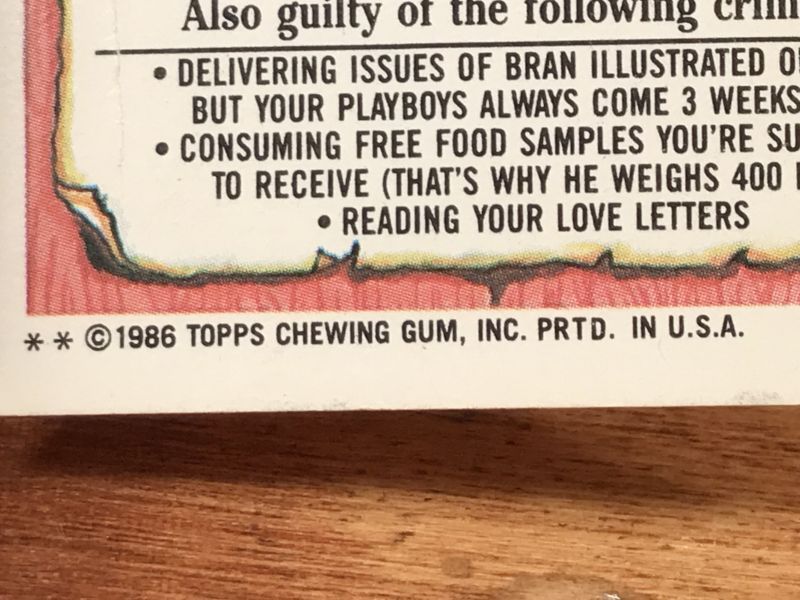 Also guilty of the following
• DELIVERING ISSUES OF BRAN ILLUSTRATED
BUT YOUR PLAYBOYS ALWAYS COME 3 WEEKS
• CONSUMING FREE FOOD SAMPLES YOU'RE
TO RECEIVE (THAT'S WHY HE WEIGHS 400
• READING YOUR LOVE LETTERS
** ©1986 TOPPS CHEWING GUM, INC. PRTD. IN U.S.A.